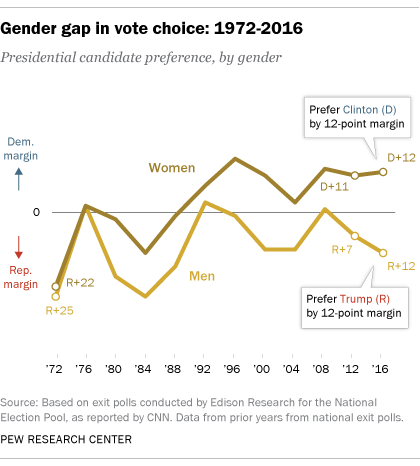 Gender gap in vote choice: 1972-2016
Presidential candidate preference, by gender
Prefer Clinton (D)
by 12-point margin
Dem.
margin
Women
D+12
D+11
0
Rep.
margin
R+22
R+25
Men
R+7
R+12
Prefer Trump (R)
by 12-point margin
'72 '76 '80 '84 '88 '92 '96 '00 '04 '08 '12 '16
Source: Based on exit polls conducted by Edison Research for the National
Election Pool, as reported by CNN. Data from prior years from national exit polls.
PEW RESEARCH CENTER